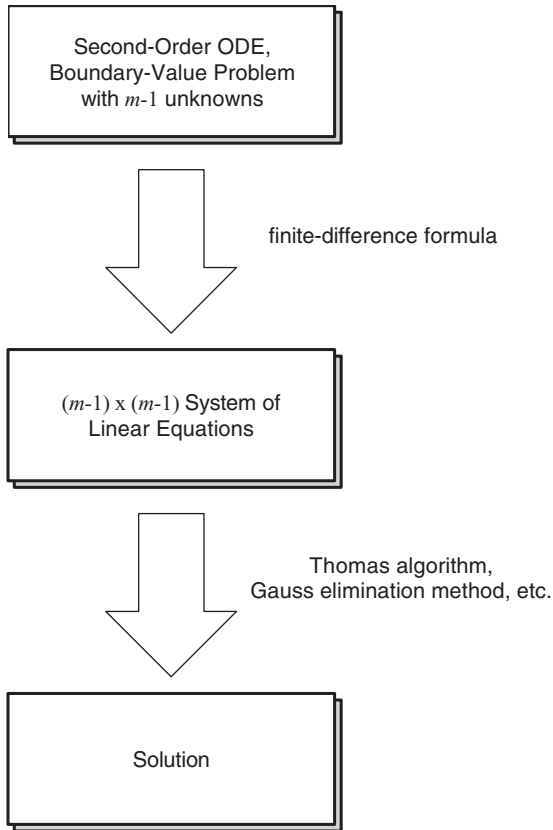 Second-Order ODE,
Boundary-Value Problem
with m-1 unknowns
finite-difference formula
(m-1) x (m-1) System of
Linear Equations
Thomas algorithm,
Gauss elimination method, etc.
Solution